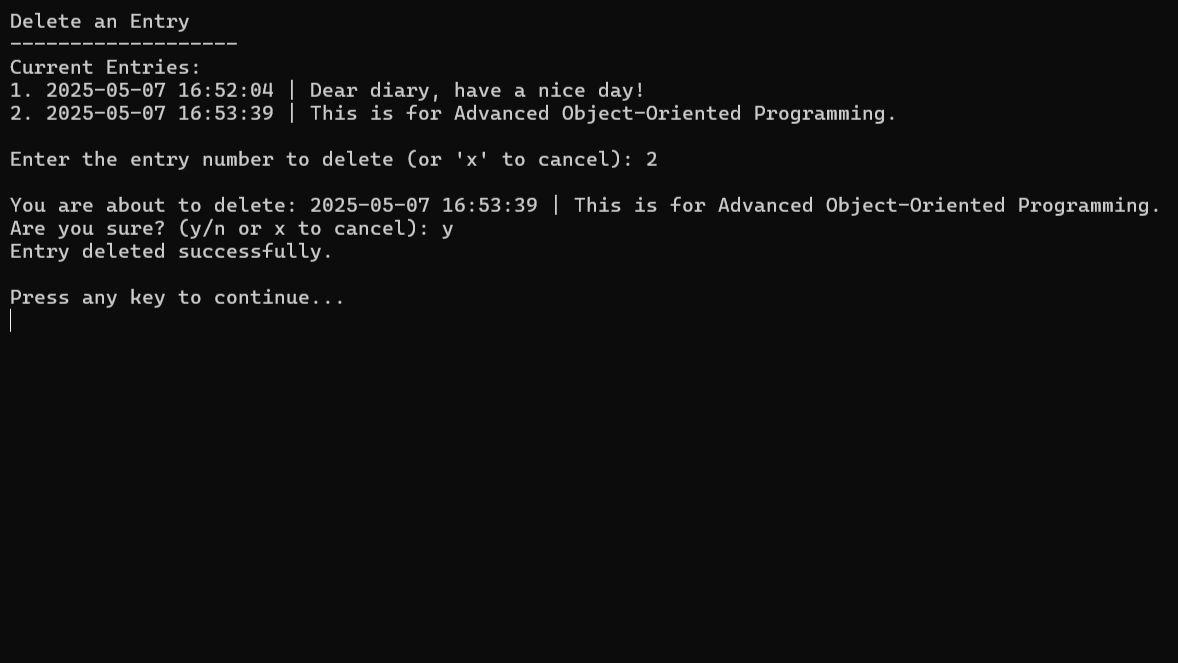 Delete an Entry
-------------------
Current Entries:
1. 2025-05-07 16:52:04 | Dear diary, have a nice day!
2. 2025-05-07 16:53:39 | This is for Advanced Object-Oriented Programming.
Enter the entry number to delete (or 'x' to cancel): 2
You are about to delete: 2025-05-07 16:53:39 | This is for Advanced Object-Oriented Programming.
Are you sure? (y/n or x to cancel): y
Entry deleted successfully.
Press any key to continue...